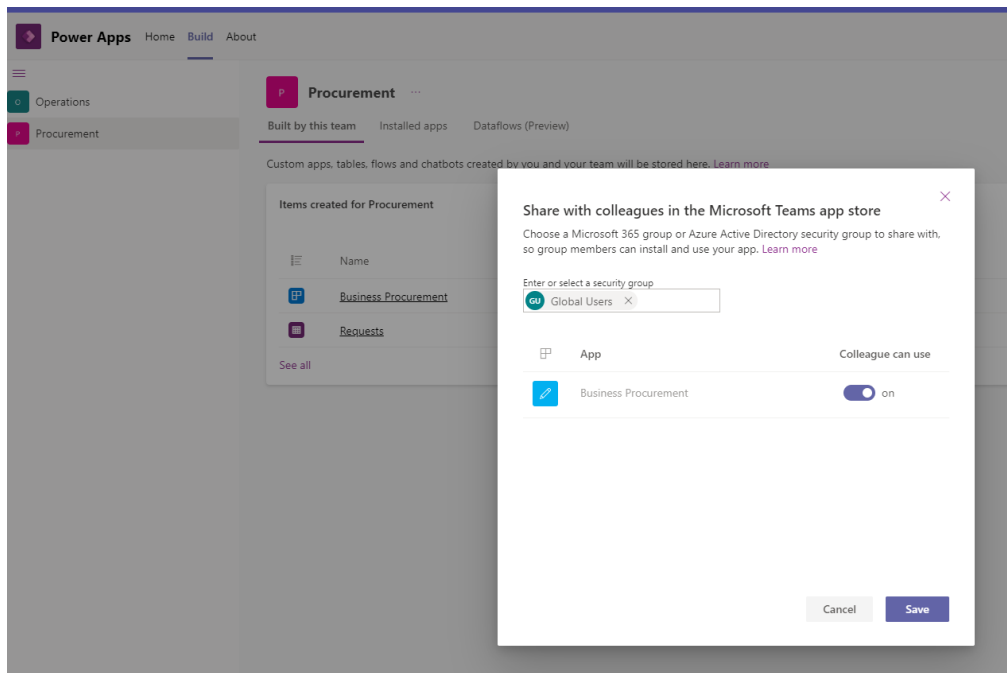 Power Apps Home Build About
O Operations
P Procurement
P Procurement ...
Built by this team Installed apps Dataflows (Preview)
Custom apps, tables, flows and chatbots created by you and your team will be stored here. Learn more
Items created for Procurement
Name
Business Procurement
Requests
See all
Share with colleagues in the Microsoft Teams app store
Choose a Microsoft 365 group or Azure Active Directory security group to share with,
so group members can install and use your app. Learn more
Enter or select a security group
GU Global Users
App Colleague can use
Business Procurement on
Cancel Save